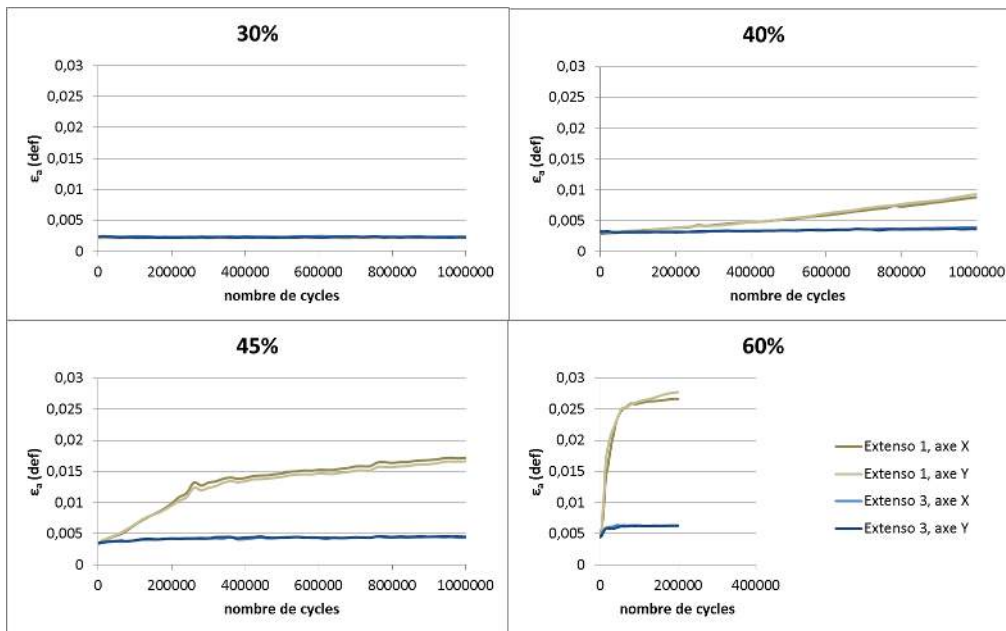 30%
0,03
0,025
0,02
0,015
0,01
0,005
0
εa (def)
0 200000 400000 600000 800000 1000000
nombre de cycles
40%
0,03
0,025
0,02
0,015
0,01
0,005
0
εa (def)
0 200000 400000 600000 800000 1000000
nombre de cycles
45%
0,03
0,025
0,02
0,015
0,01
0,005
0
εa (def)
0 200000 400000 600000 800000 1000000
nombre de cycles
60%
0,03
0,025
0,02
0,015
0,01
0,005
0
εa (def)
0 200000 400000
nombre de cycles
Extenso 1, axe X
Extenso 1, axe Y
Extenso 3, axe X
Extenso 3, axe Y